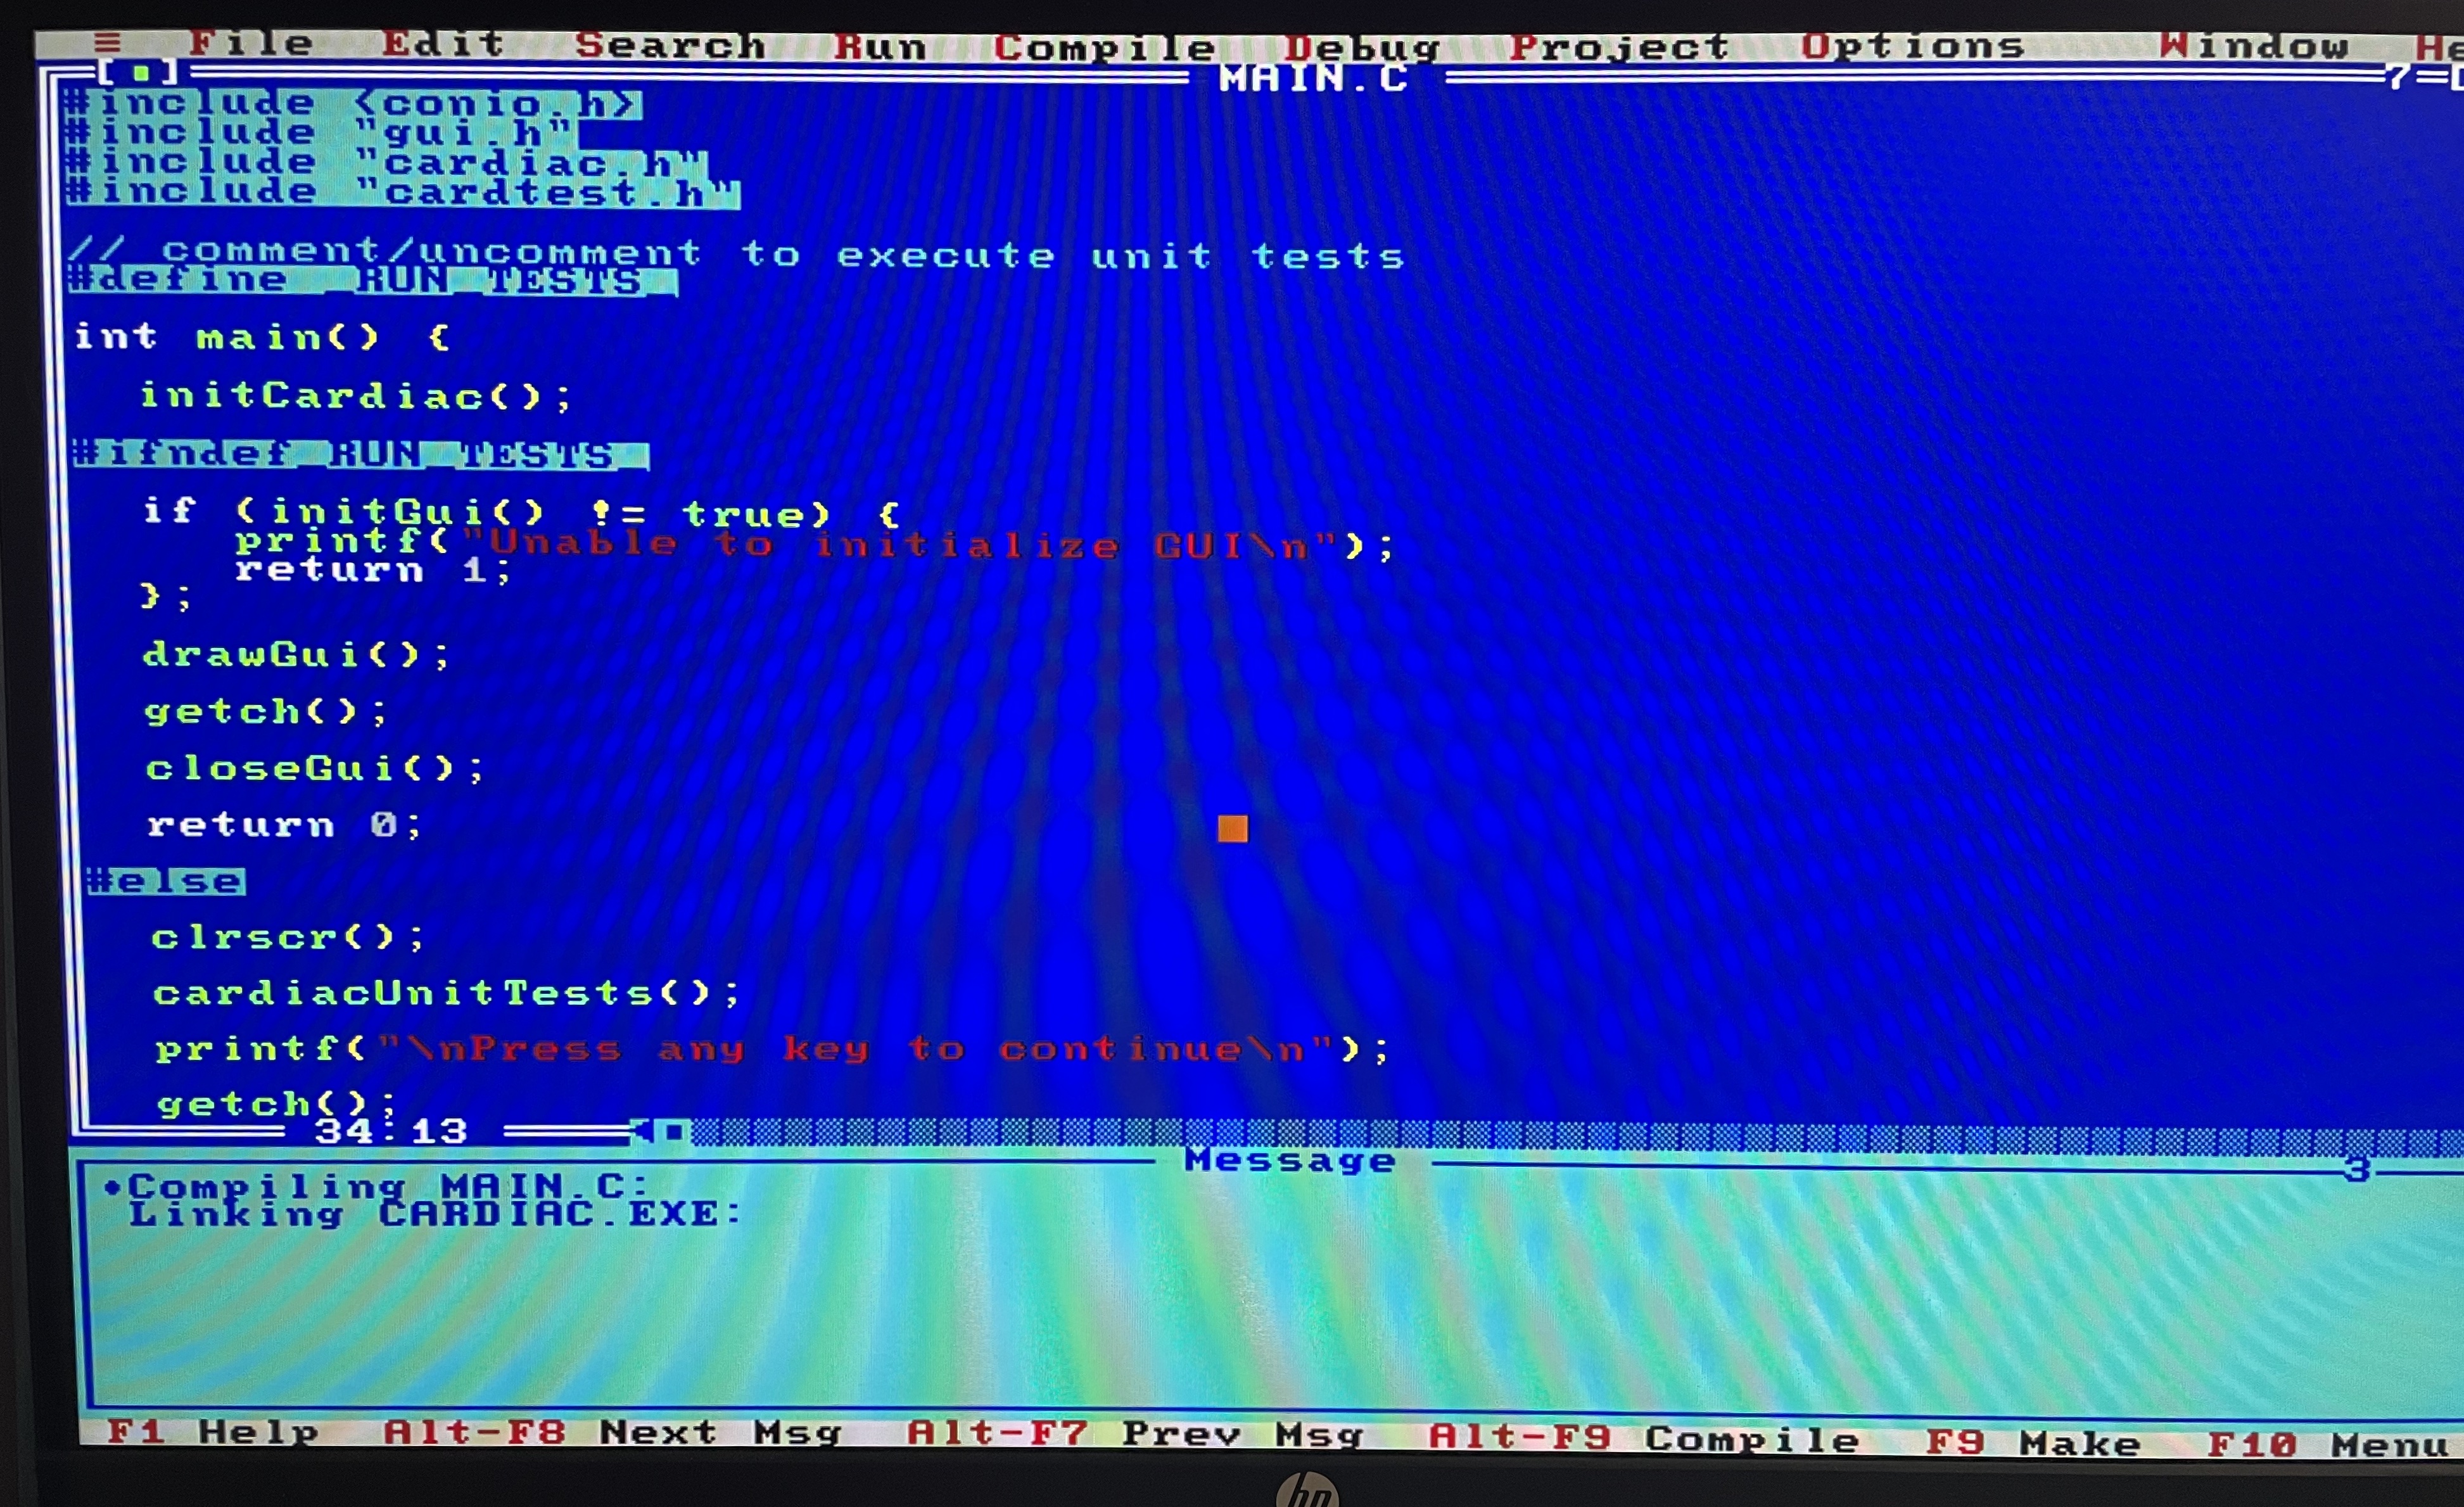 ≡ File Edit Search Run Compile Debug Project Options Window He
[■] MAIN.C 7=[
#include <conio.h>
#include "gui.h"
#include "cardiac.h"
#include "cardtest.h"
// comment/uncomment to execute unit tests
#define _RUN_TESTS_
int main() {
initCardiac();
#ifndef _RUN_TESTS_
if (initGui() != true) {
printf("Unable to initialize GUI\n");
return 1;
};
drawGui();
getch();
closeGui();
return 0;
#else
clrscr();
cardiacUnitTests();
printf("\nPress any key to continue\n");
getch();
34:13
Message 3
•Compiling MAIN.C:
Linking CARDIAC.EXE:
F1 Help Alt-F8 Next Msg Alt-F7 Prev Msg Alt-F9 Compile F9 Make F10 Menu
hp